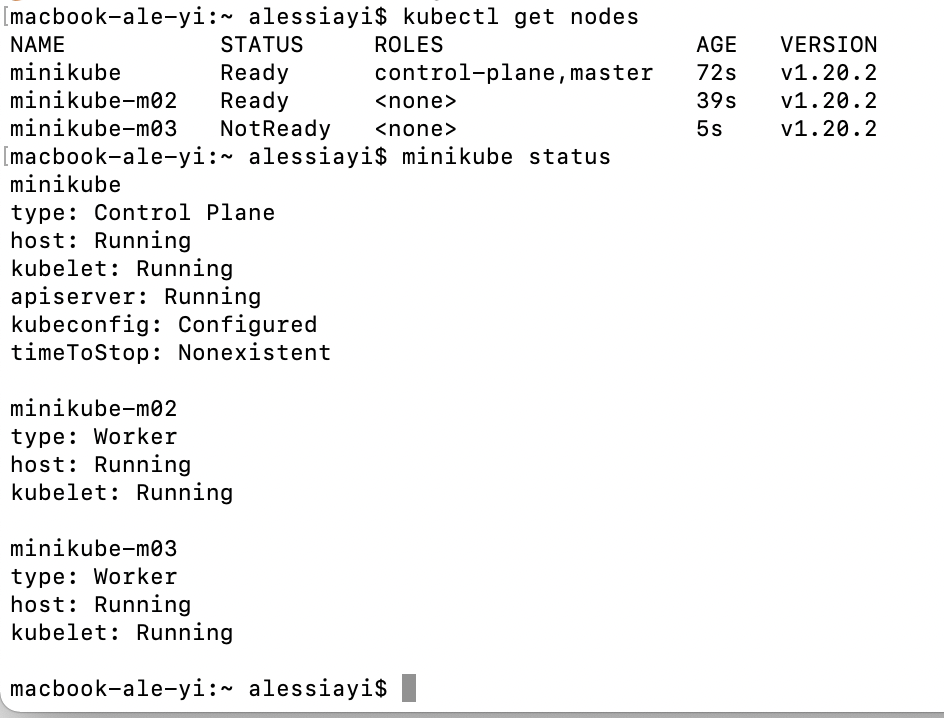 [macbook-ale-yi:~ alessiayi$ kubectl get nodes
NAME STATUS ROLES AGE VERSION
minikube Ready control-plane,master 72s v1.20.2
minikube-m02 Ready <none> 39s v1.20.2
minikube-m03 NotReady <none> 5s v1.20.2
[macbook-ale-yi:~ alessiayi$ minikube status
minikube
type: Control Plane
host: Running
kubelet: Running
apiserver: Running
kubeconfig: Configured
timeToStop: Nonexistent
minikube-m02
type: Worker
host: Running
kubelet: Running
minikube-m03
type: Worker
host: Running
kubelet: Running
macbook-ale-yi:~ alessiayi$